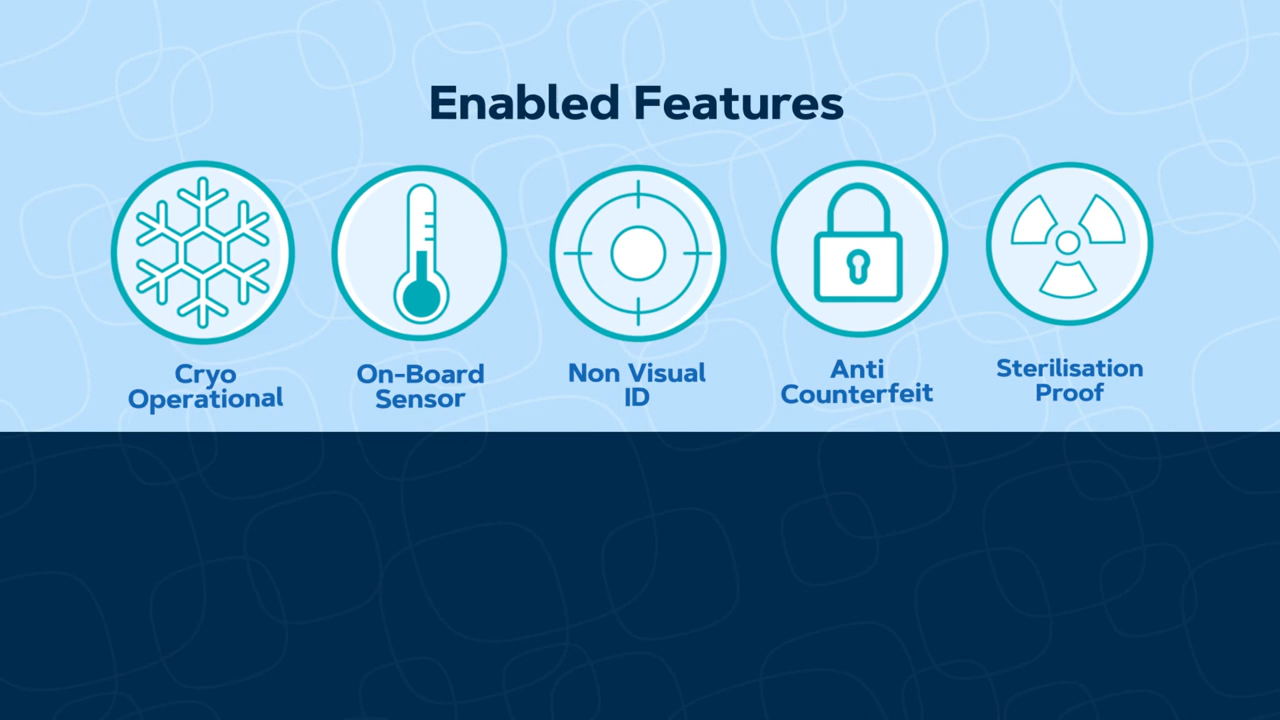 Enabled Features
Cryo
Operational
On-Board
Sensor
Non Visual
ID
Anti
Counterfeit
Sterilisation
Proof